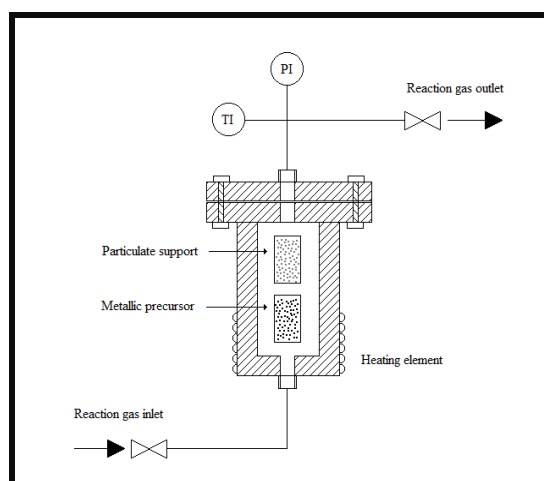 PI
Reaction gas outlet
TI
Particulate support
Metallic precursor
Heating element
Reaction gas inlet